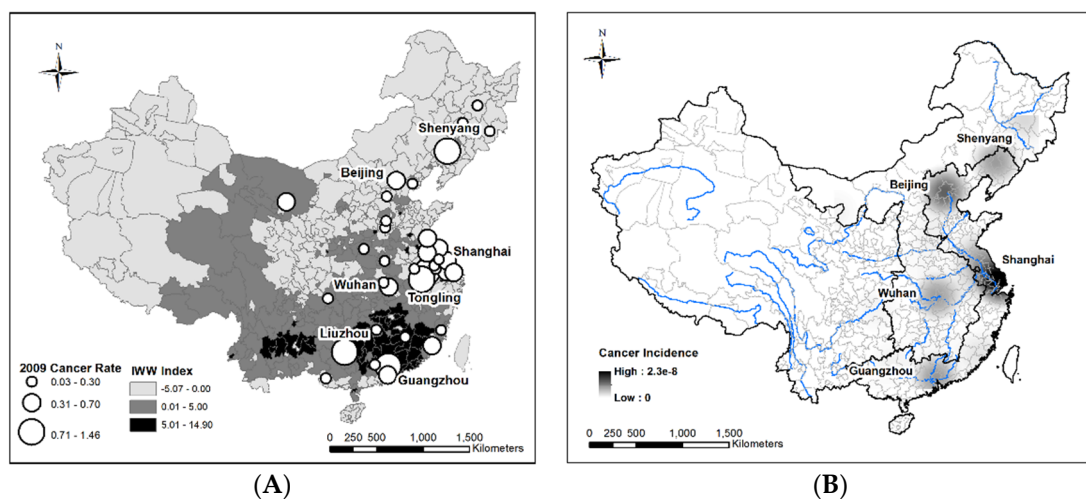 N
Shenyang
Beijing
Shanghai
Wuhan
Tongling
Liuzhou
Guangzhou
2009 Cancer Rate
0.03 - 0.30
0.31 - 0.70
0.71 - 1.46
IWW Index
-5.07 - 0.00
0.01 - 5.00
5.01 - 14.90
0 250 500 1,000 1,500
Kilometers
(A)
N
Shenyang
Beijing
Shanghai
Wuhan
Guangzhou
Cancer Incidence
High : 2.3e-8
Low : 0
0 250 500 1,000 1,500
Kilometers
(B)